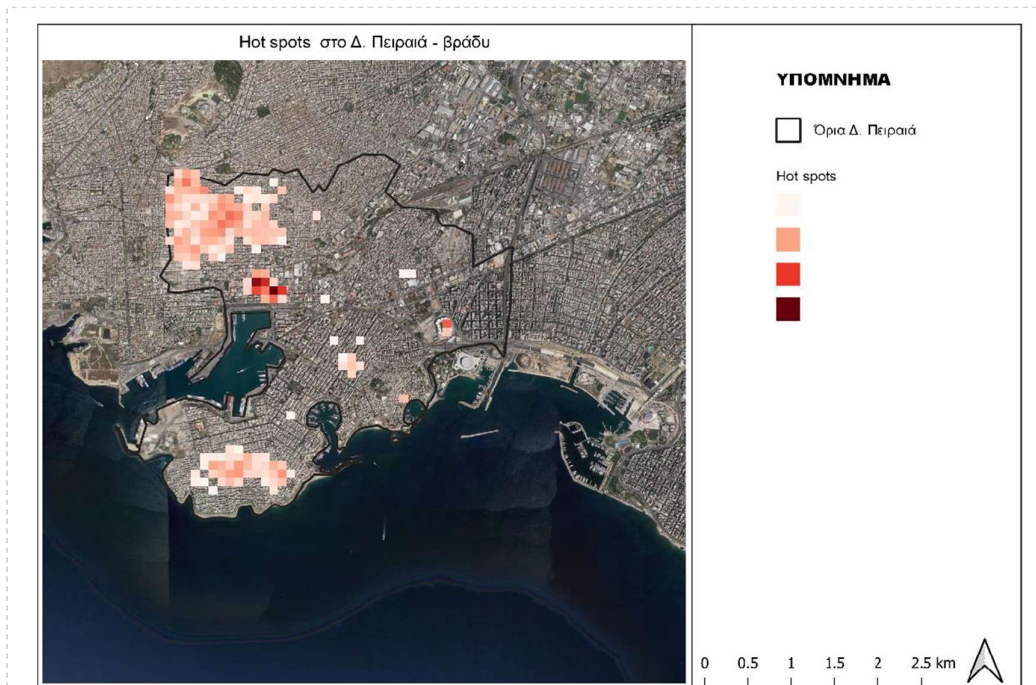 Hot spots στο Δ. Πειραιά - βράδυ
ΥΠΟΜΝΗΜΑ
Όρια Δ. Πειραιά
Hot spots
0 0.5 1 1.5 2 2.5 km